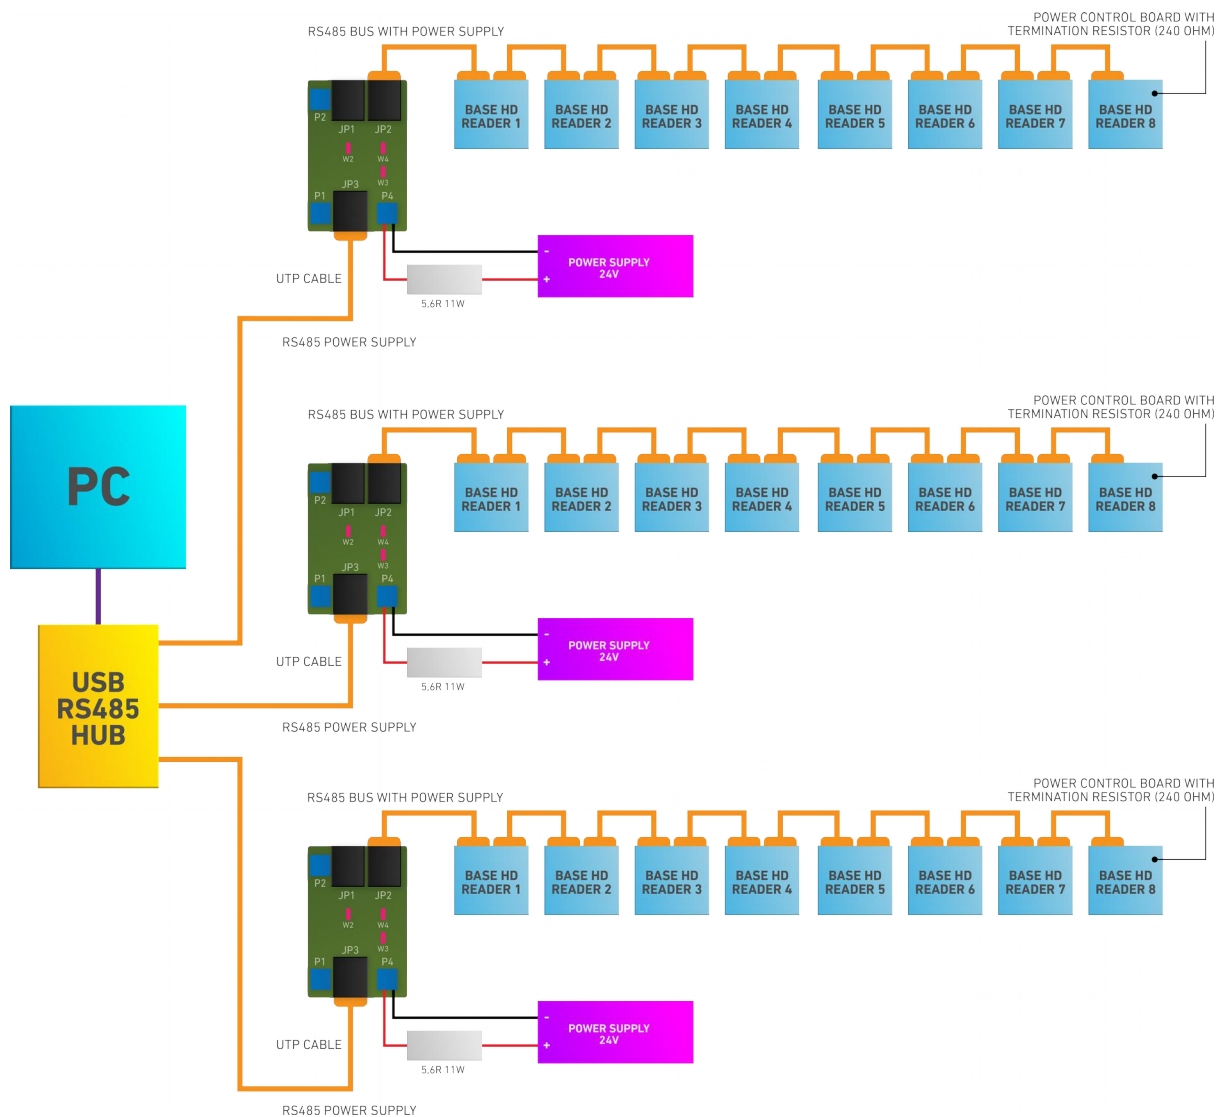 POWER CONTROL BOARD WITH
TERMINATION RESISTOR (240 OHM)
RS485 BUS WITH POWER SUPPLY
BASE HD
READER 1
BASE HD
READER 2
BASE HD
READER 3
BASE HD
READER 4
BASE HD
READER 5
BASE HD
READER 6
BASE HD
READER 7
BASE HD
READER 8
P2
JP1
JP2
W2
W4
W3
P1
JP3
P4
POWER SUPPLY
24V
-
+
UTP CABLE
5,6R 11W
RS485 POWER SUPPLY
POWER CONTROL BOARD WITH
TERMINATION RESISTOR (240 OHM)
RS485 BUS WITH POWER SUPPLY
BASE HD
READER 1
BASE HD
READER 2
BASE HD
READER 3
BASE HD
READER 4
BASE HD
READER 5
BASE HD
READER 6
BASE HD
READER 7
BASE HD
READER 8
PC
P2
JP1
JP2
W2
W4
W3
P1
JP3
P4
POWER SUPPLY
24V
-
+
UTP CABLE
5,6R 11W
USB
RS485
HUB
RS485 POWER SUPPLY
POWER CONTROL BOARD WITH
TERMINATION RESISTOR (240 OHM)
RS485 BUS WITH POWER SUPPLY
BASE HD
READER 1
BASE HD
READER 2
BASE HD
READER 3
BASE HD
READER 4
BASE HD
READER 5
BASE HD
READER 6
BASE HD
READER 7
BASE HD
READER 8
P2
JP1
JP2
W2
W4
W3
P1
JP3
P4
POWER SUPPLY
24V
-
+
UTP CABLE
5,6R 11W
RS485 POWER SUPPLY